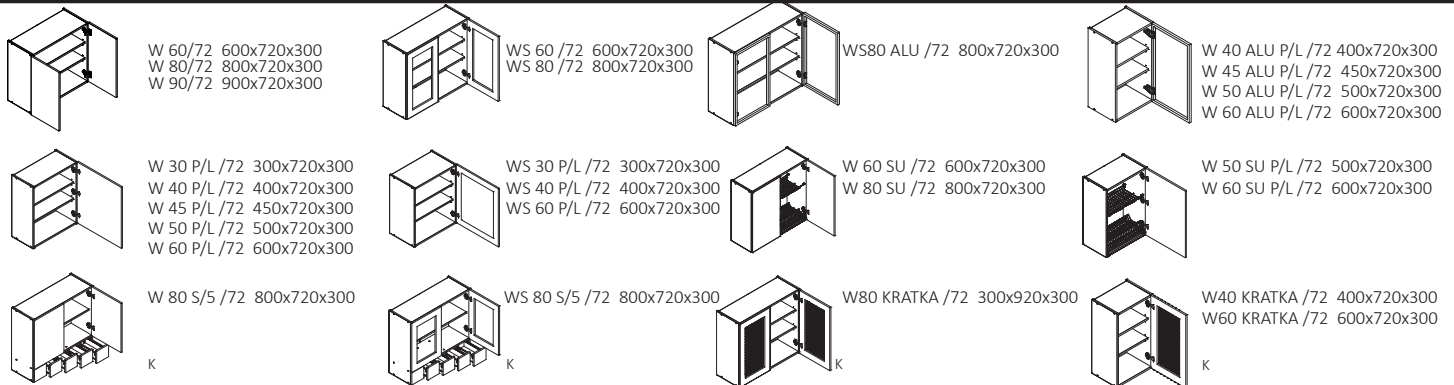 W 60/72 600x720x300
W 80/72 800x720x300
W 90/72 900x720x300
WS 60 /72 600x720x300
WS 80 /72 800x720x300
WS80 ALU /72 800x720x300
W 40 ALU P/L /72 400x720x300
W 45 ALU P/L /72 450x720x300
W 50 ALU P/L /72 500x720x300
W 60 ALU P/L /72 600x720x300
W 30 P/L /72 300x720x300
W 40 P/L /72 400x720x300
W 45 P/L /72 450x720x300
W 50 P/L /72 500x720x300
W 60 P/L /72 600x720x300
WS 30 P/L /72 300x720x300
WS 40 P/L /72 400x720x300
WS 60 P/L /72 600x720x300
W 60 SU /72 600x720x300
W 80 SU /72 800x720x300
W 50 SU P/L /72 500x720x300
W 60 SU P/L /72 600x720x300
W 80 S/5 /72 800x720x300
K
WS 80 S/5 /72 800x720x300
K
W80 KRATKA /72 300x920x300
K
W40 KRATKA /72 400x720x300
W60 KRATKA /72 600x720x300
K